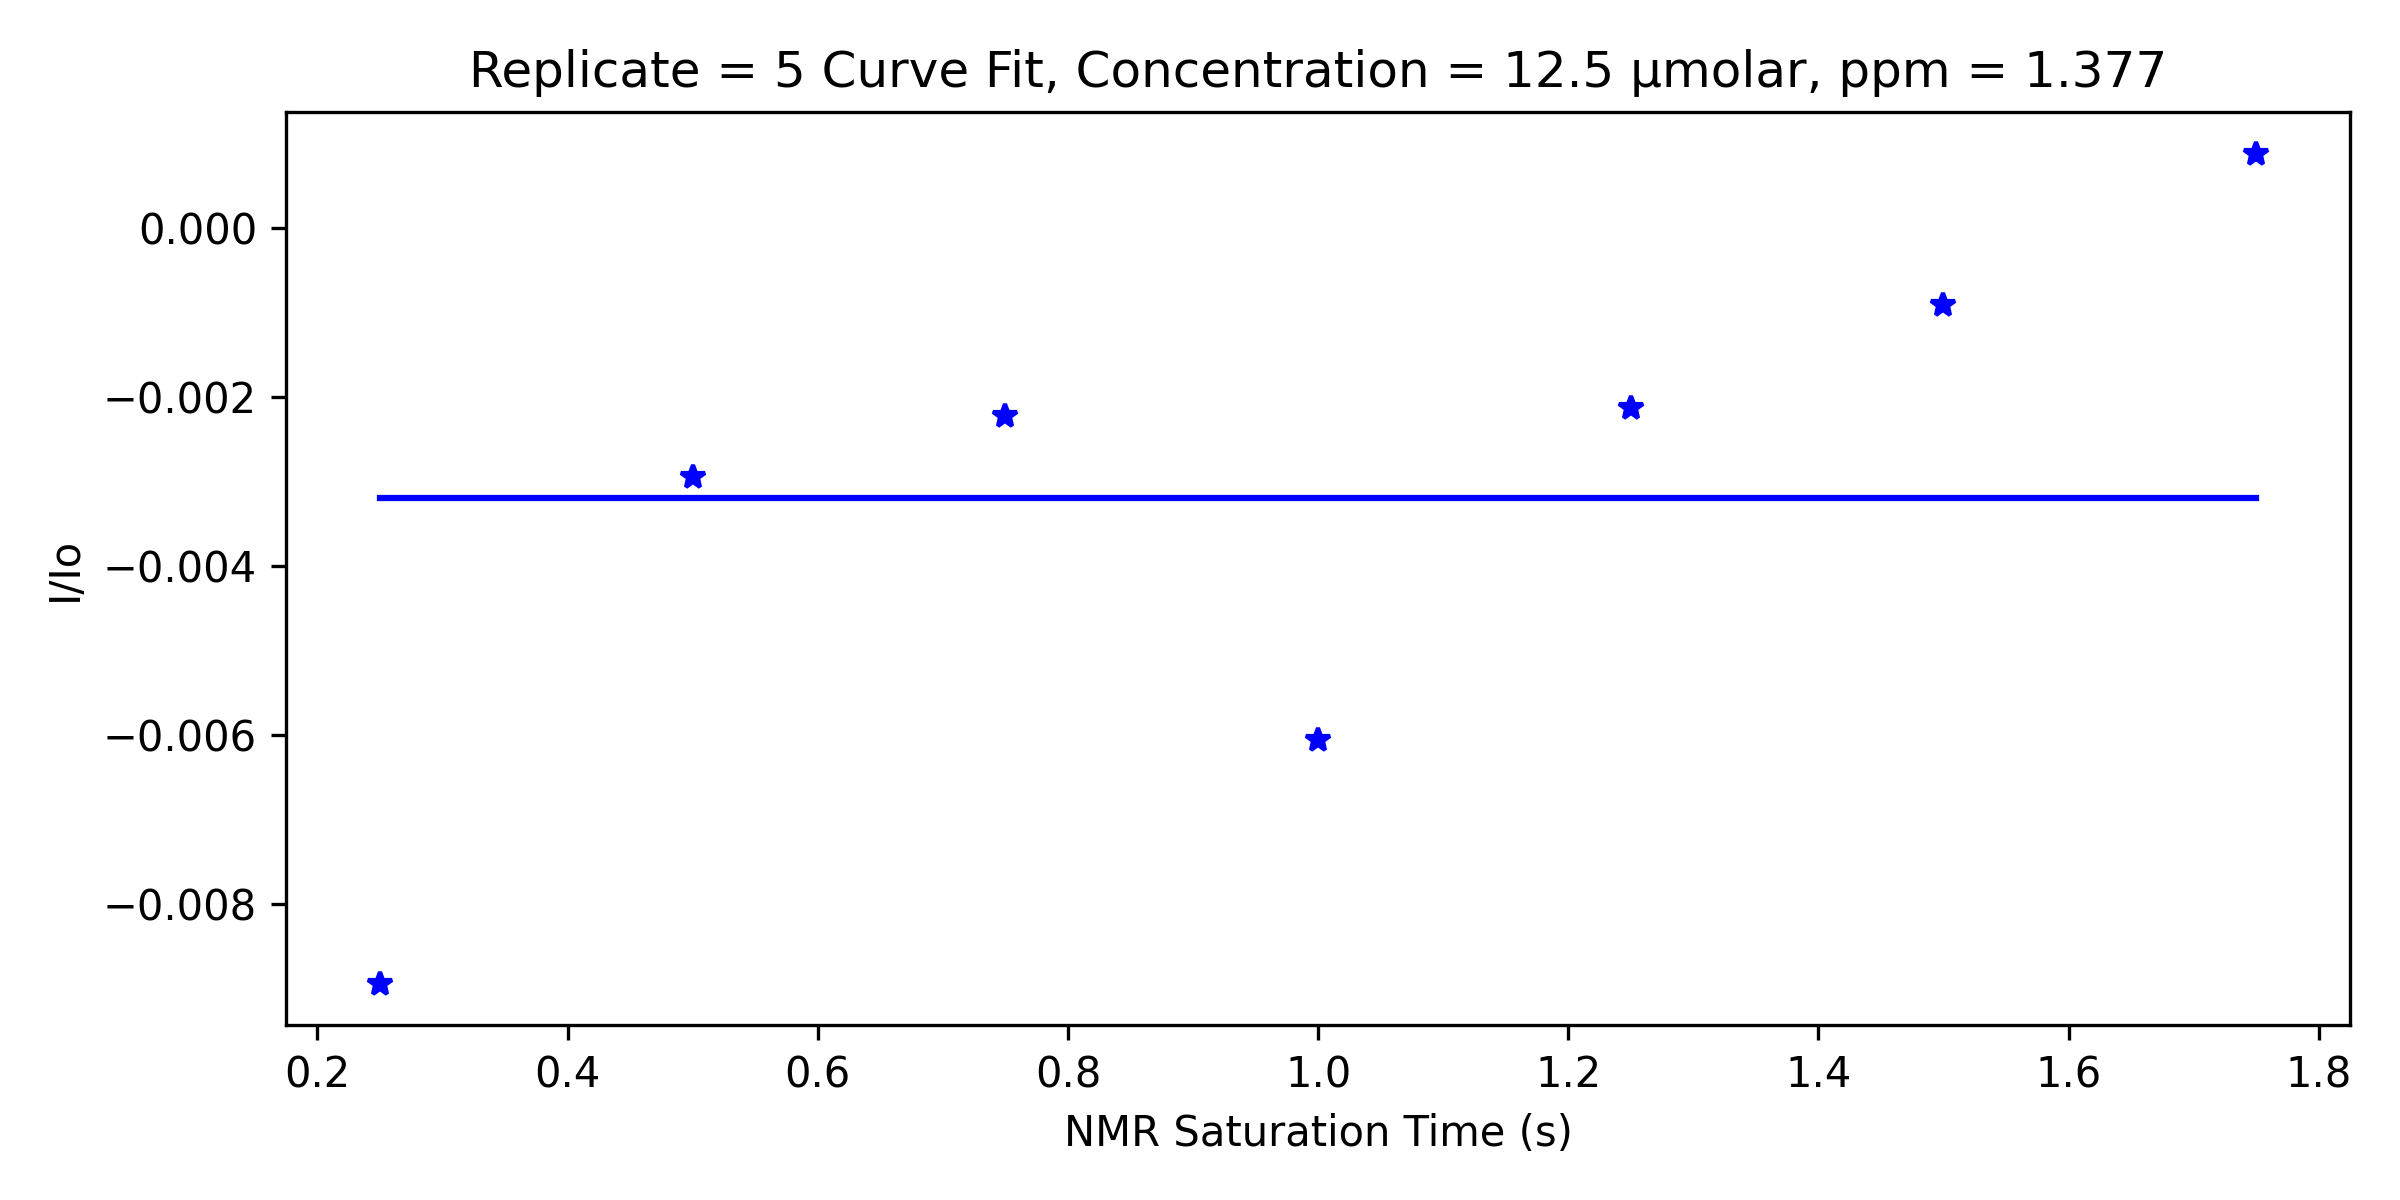 Replicate = 5 Curve Fit, Concentration = 12.5 µmolar, ppm = 1.377
0.000
−0.002
−0.004
−0.006
−0.008
I/Io
0.2 0.4 0.6 0.8 1.0 1.2 1.4 1.6 1.8
NMR Saturation Time (s)